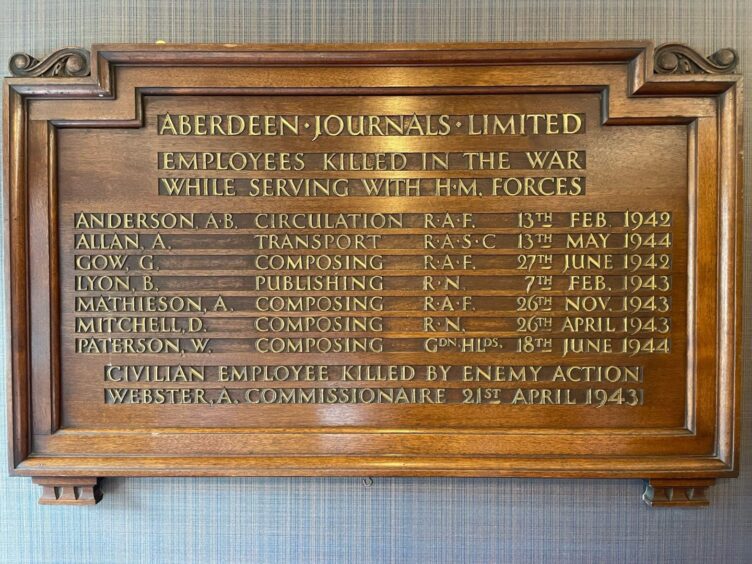 ABERDEEN·JOURNALS·LIMITED
EMPLOYEES KILLED IN THE WAR
WHILE SERVING WITH H·M. FORCES
ANDERSON, A·B. CIRCULATION R·A·F. 13TH FEB. 1942
ALLAN, A. TRANSPORT R·A·S·C 13TH MAY 1944
GOW, G. COMPOSING R·A·F. 27TH JUNE 1942
LYON, B. PUBLISHING R·N. 7TH FEB. 1943
MATHIESON, A. COMPOSING R·A·F. 26TH NOV. 1943
MITCHELL, D. COMPOSING R·N. 26TH APRIL 1943
PATERSON, W. COMPOSING GDN. HLDS. 18TH JUNE 1944
CIVILIAN EMPLOYEE KILLED BY ENEMY ACTION
WEBSTER, A. COMMISSIONAIRE 21ST APRIL 1943